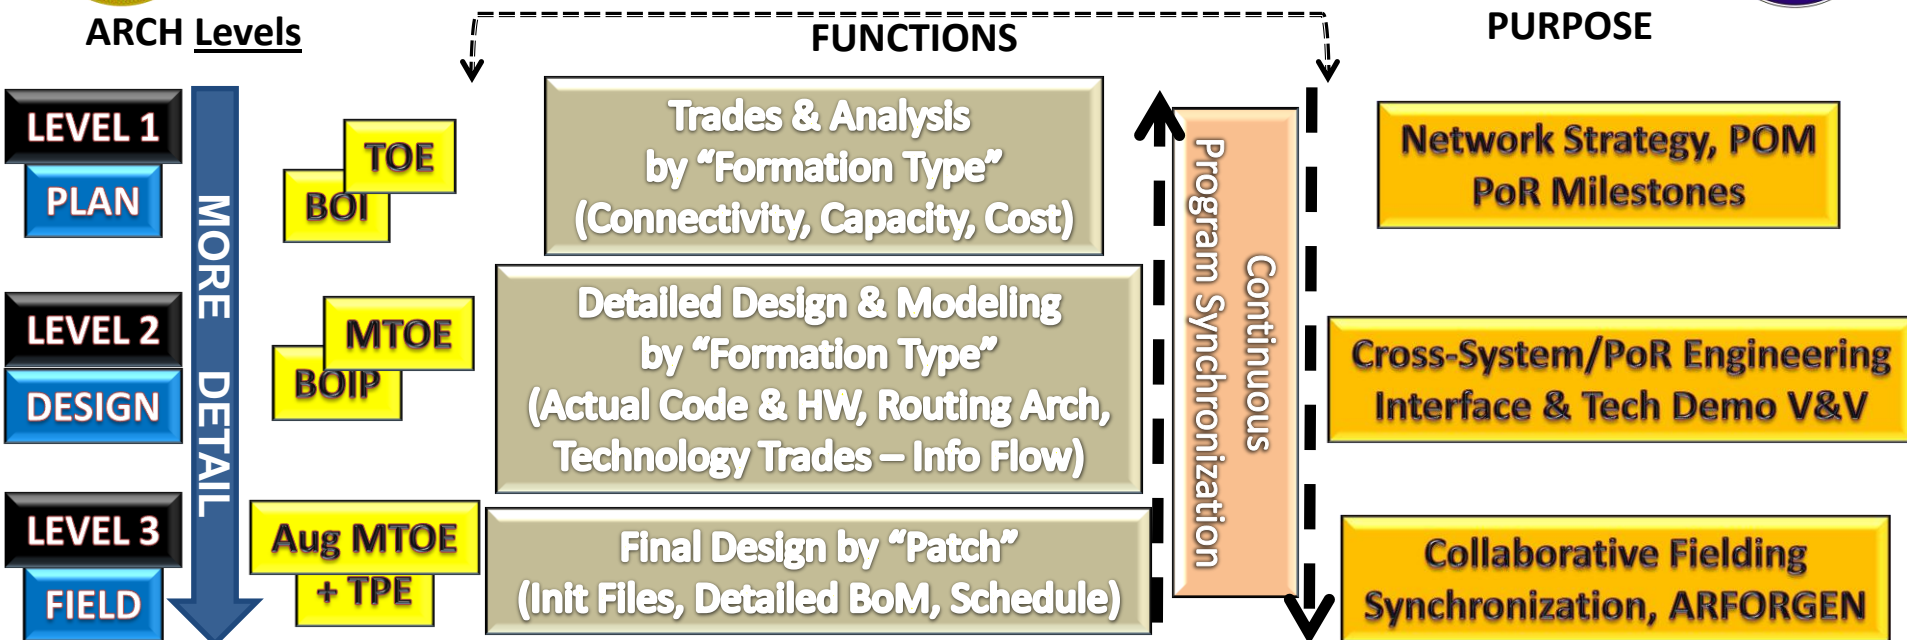 ARCH Levels
FUNCTIONS
PURPOSE
LEVEL 1
PLAN
MORE DETAIL
TOE
BOI
Trades & Analysis
by “Formation Type”
(Connectivity, Capacity, Cost)
Continuous
Program Synchronization
Network Strategy, POM
PoR Milestones
LEVEL 2
DESIGN
MTOE
BOIP
Detailed Design & Modeling
by “Formation Type”
(Actual Code & HW, Routing Arch,
Technology Trades – Info Flow)
Cross-System/PoR Engineering
Interface & Tech Demo V&V
LEVEL 3
FIELD
Aug MTOE
+ TPE
Final Design by “Patch”
(Init Files, Detailed BoM, Schedule)
Collaborative Fielding
Synchronization, ARFORGEN